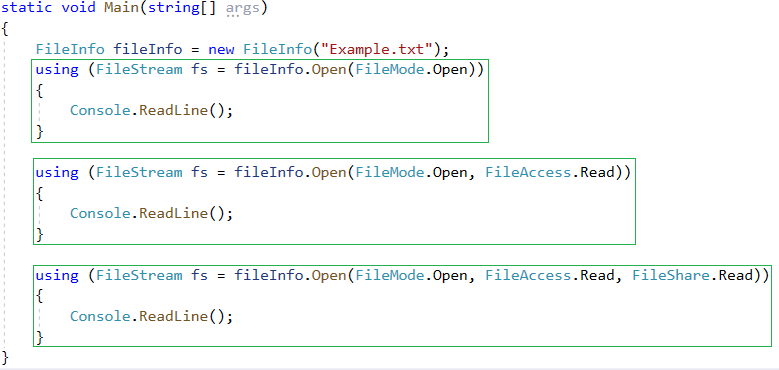 static void Main(string[] args)
{
    FileInfo fileInfo = new FileInfo("Example.txt");
    using (FileStream fs = fileInfo.Open(FileMode.Open))
    {
        Console.ReadLine();
    }
    using (FileStream fs = fileInfo.Open(FileMode.Open, FileAccess.Read))
    {
        Console.ReadLine();
    }
    using (FileStream fs = fileInfo.Open(FileMode.Open, FileAccess.Read, FileShare.Read))
    {
        Console.ReadLine();
    }
}